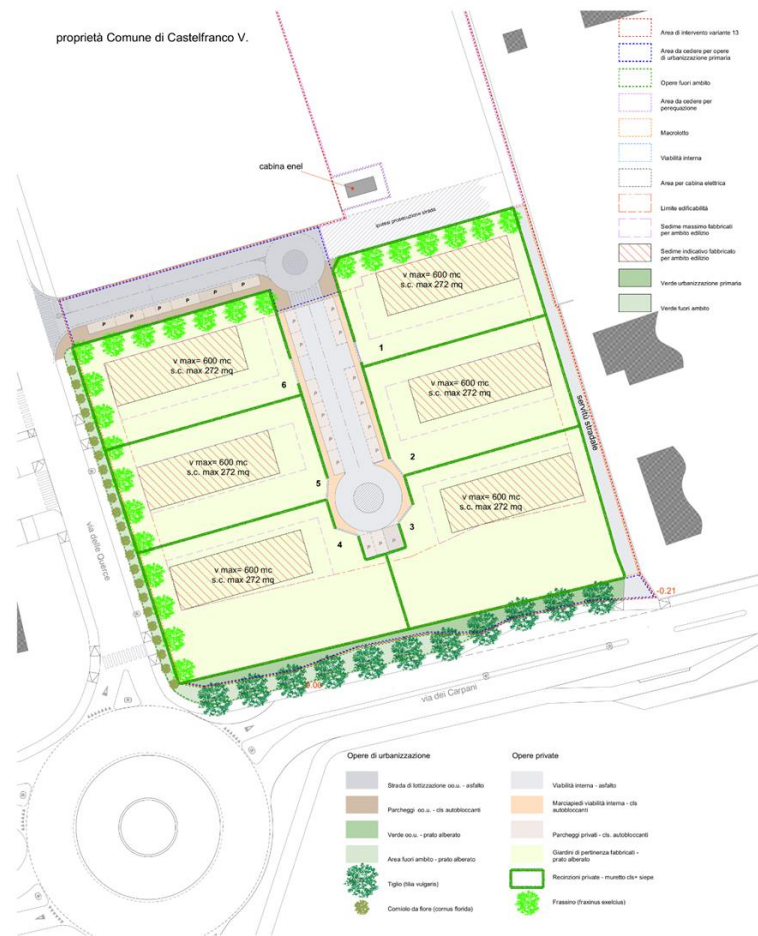 proprietà Comune di Castelfranco V.
Area di intervento variante 13
Area da cedere per opere
di urbanizzazione primaria
Opere fuori ambito
Area da cedere per
perequazione
Macrolotto
Viabilità interna
Area per cabina elettrica
Limite edificabilità
Sedime massimo fabbricati
per ambito edilizio
Sedime indicativo fabbricato
per ambito edilizio
Verde urbanizzazione primaria
Verde fuori ambito
cabina enel
ipotesi prosecuzione strada
v max= 600 mc
s.c. max 272 mq
P P P P P P
1
v max= 600 mc
s.c. max 272 mq
6
v max= 600 mc
s.c. max 272 mq
servitù stradale
2
v max= 600 mc
s.c. max 272 mq
5
v max= 600 mc
s.c. max 272 mq
3
4
P P P
via delle Querce
v max= 600 mc
s.c. max 272 mq
-0.21
via dei Carpani
Opere di urbanizzazione
Strada di lottizzazione oo.u. - asfalto
Parcheggi oo.u. - cls autobloccanti
Verde oo.u. - prato alberato
Area fuori ambito - prato alberato
Tiglio (tilia vulgaris)
Corniolo da fiore (cornus florida)
Opere private
Viabilità interna - asfalto
Marciapiedi viabilità interna - cls
autobloccanti
Parcheggi privati - cls. autobloccanti
Giardini di pertinenza fabbricati -
prato alberato
Recinzioni private - muretto cls+ siepe
Frassino (fraxinus exelcius)